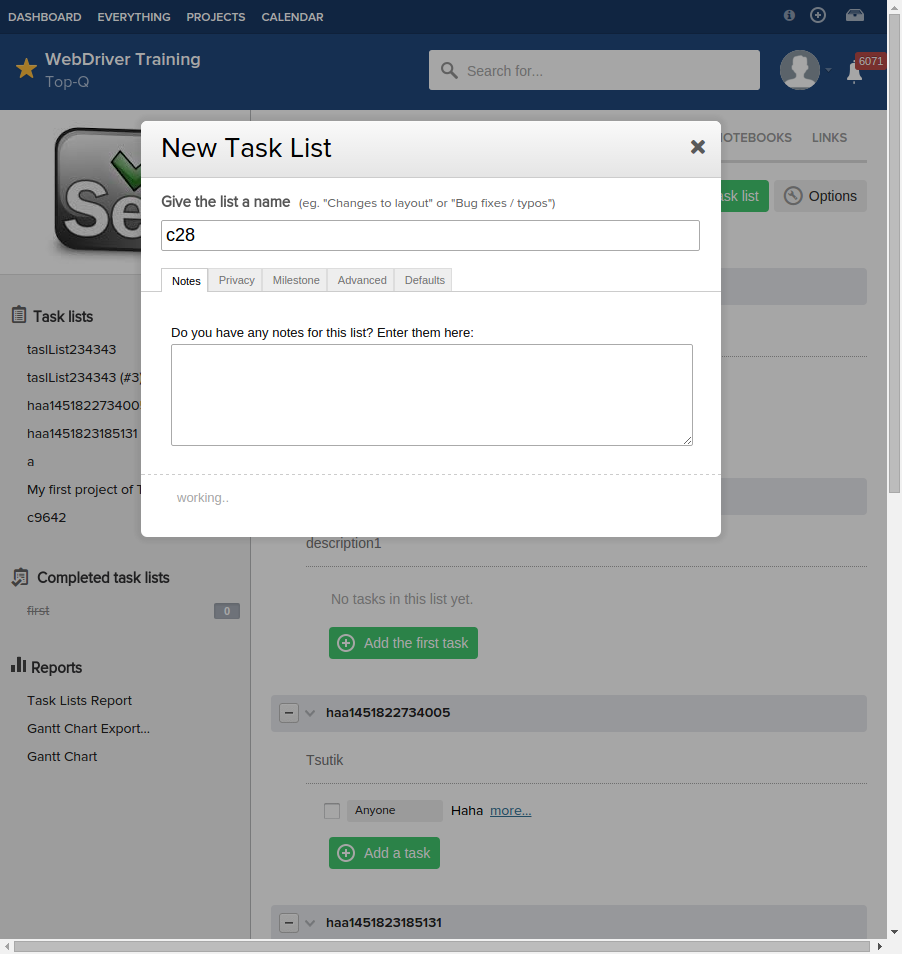 DASHBOARD EVERYTHING PROJECTS CALENDAR
WebDriver Training
Top-Q
Search for...
6071
Se
NOTEBOOKS LINKS
New Task List
Give the list a name (eg. "Changes to layout" or "Bug fixes / typos")
sk list
Options
c28
Notes Privacy Milestone Advanced Defaults
Task lists
Do you have any notes for this list? Enter them here:
taslList234343
taslList234343 (#3)
haa1451822734005
haa1451823185131
a
My first project of T
c9642
working..
description1
Completed task lists
first 0
No tasks in this list yet.
Add the first task
Reports
Task Lists Report
Gantt Chart Export...
Gantt Chart
haa1451822734005
Tsutik
Anyone Haha more...
Add a task
haa1451823185131